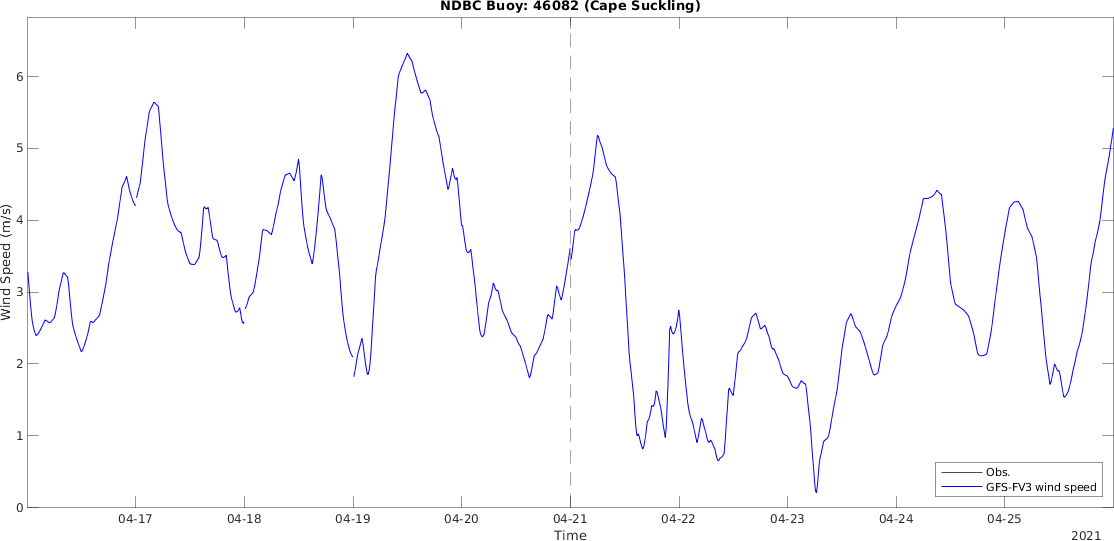 NDBC Buoy: 46082 (Cape Suckling)
Wind Speed (m/s)
6
5
4
3
2
1
0
04-17 04-18 04-19 04-20 04-21 04-22 04-23 04-24 04-25
Time
2021
Obs.
GFS-FV3 wind speed